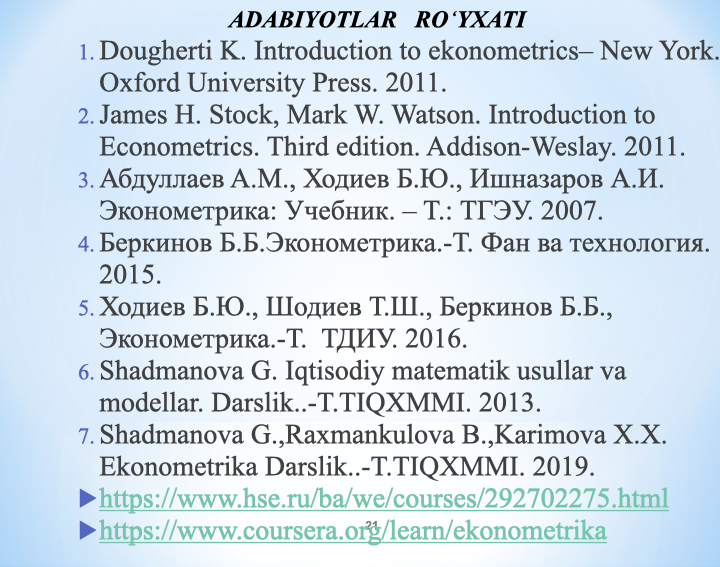 ADABIYOTLAR RO‘YXATI
1. Dougherti K. Introduction to ekonometrics– New York.
Oxford University Press. 2011.
2. James H. Stock, Mark W. Watson. Introduction to
Econometrics. Third edition. Addison-Weslay. 2011.
3. Абдуллаев А.М., Ходиев Б.Ю., Ишназаров А.И.
Эконометрика: Учебник. – Т.: ТГЭУ. 2007.
4. Беркинов Б.Б.Эконометрика.-Т. Фан ва технология.
2015.
5. Ходиев Б.Ю., Шодиев Т.Ш., Беркинов Б.Б.,
Эконометрика.-Т. ТДИУ. 2016.
6. Shadmanova G. Iqtisodiy matematik usullar va
modellar. Darslik..-T.TIQXMMI. 2013.
7. Shadmanova G.,Raxmankulova B.,Karimova X.X.
Ekonometrika Darslik..-T.TIQXMMI. 2019.
https://www.hse.ru/ba/we/courses/292702275.html
https://www.coursera.org/learn/ekonometrika
21